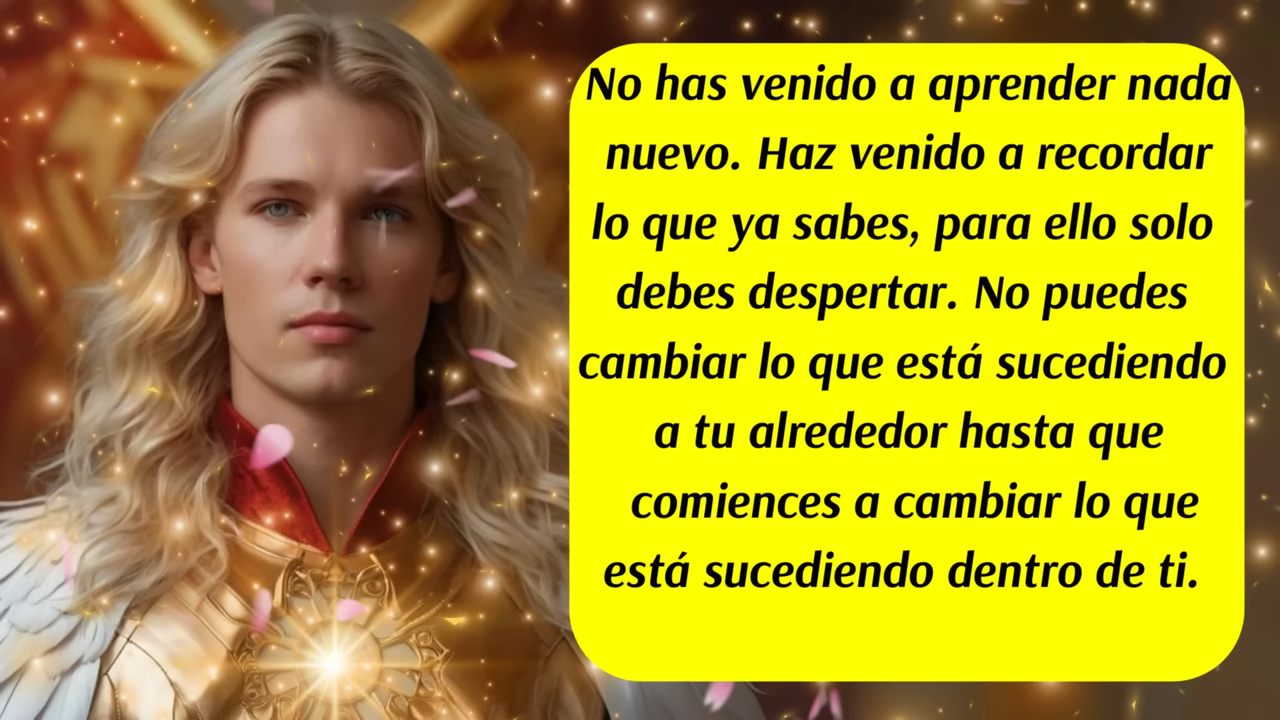 No has venido a aprender nada
nuevo. Haz venido a recordar
lo que ya sabes, para ello solo
debes despertar. No puedes
cambiar lo que está sucediendo
a tu alrededor hasta que
comiences a cambiar lo que
está sucediendo dentro de ti.